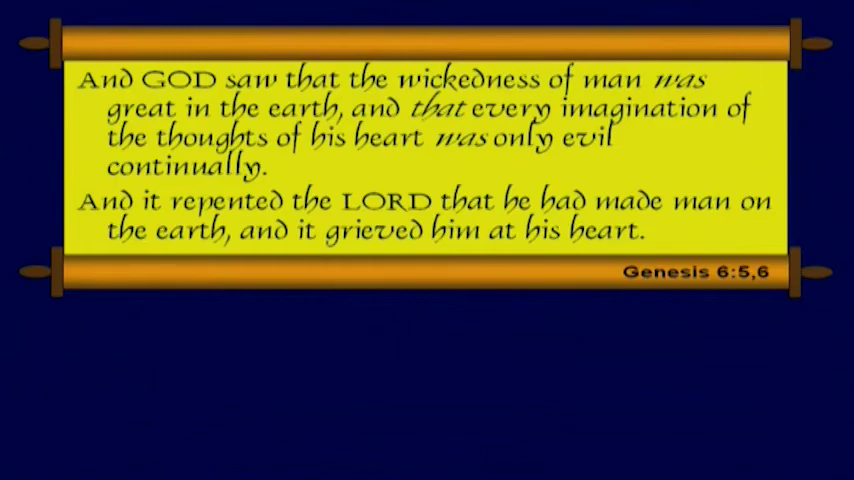 And GOD saw that the wickedness of man was
great in the earth, and that every imagination of
the thoughts of his heart was only evil
continually.
And it repented the LORD that he had made man on
the earth, and it grieved him at his heart.
Genesis 6:5,6